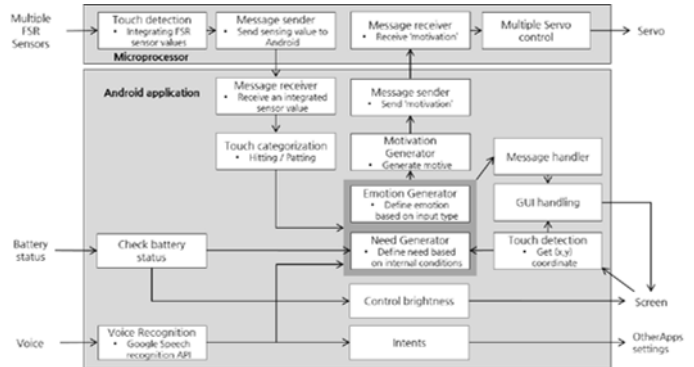 Multiple
FSR
Sensors
Touch detection
• Integrating FSR
sensor values
Message sender
• Send sensing value to
Android
Message receiver
• Receive 'motivation'
Multiple Servo
control
Servo
Microprocessor
Android application
Message receiver
• Receive an integrated
sensor value
Message sender
• Send 'motivation'
Touch categorization
• Hitting / Patting
Motivation
Generator
• Generate motive
Message handler
Emotion Generator
• Define emotion
based on input type
GUI handling
Battery
status
Check battery
status
Need Generator
• Define need based
on internal conditions
Touch detection
• Get (x,y)
coordinate
Control brightness
Screen
Voice
Voice Recognition
• Google Speech
recognition API
Intents
OtherApps
settings